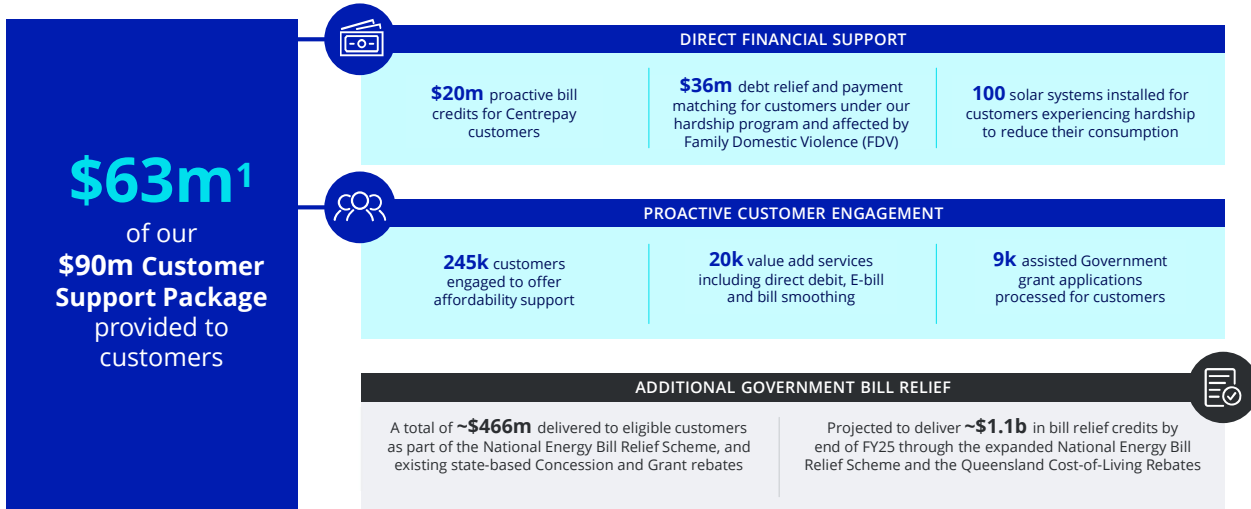 $63m¹
of our
$90m Customer
Support Package
provided to
customers
DIRECT FINANCIAL SUPPORT
$20m proactive bill
credits for Centrepay
customers
$36m debt relief and payment
matching for customers under our
hardship program and affected by
Family Domestic Violence (FDV)
100 solar systems installed for
customers experiencing hardship
to reduce their consumption
PROACTIVE CUSTOMER ENGAGEMENT
245k customers
engaged to offer
affordability support
20k value add services
including direct debit, E-bill
and bill smoothing
9k assisted Government
grant applications
processed for customers
ADDITIONAL GOVERNMENT BILL RELIEF
A total of ~$466m delivered to eligible customers
as part of the National Energy Bill Relief Scheme, and
existing state-based Concession and Grant rebates
Projected to deliver ~$1.1b in bill relief credits by
end of FY25 through the expanded National Energy Bill
Relief Scheme and the Queensland Cost-of-Living Rebates